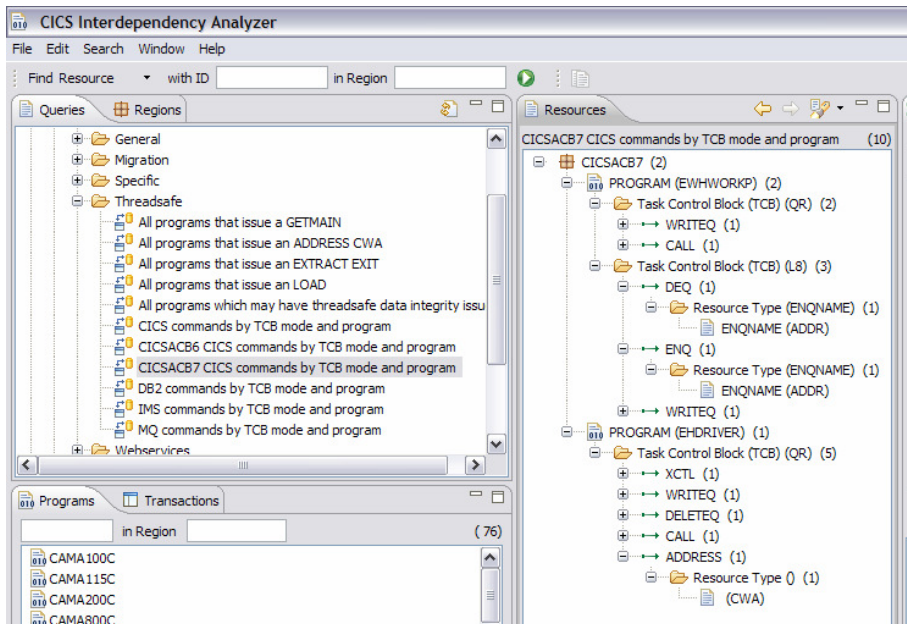 CICS Interdependency Analyzer
File Edit Search Window Help
Find Resource with ID in Region
Queries Regions
General
Migration
Specific
Threadsafe
All programs that issue a GETMAIN
All programs that issue an ADDRESS CWA
All programs that issue an EXTRACT EXIT
All programs that issue an LOAD
All programs which may have threadsafe data integrity issu
CICS commands by TCB mode and program
CICSACB6 CICS commands by TCB mode and program
CICSACB7 CICS commands by TCB mode and program
DB2 commands by TCB mode and program
IMS commands by TCB mode and program
MQ commands by TCB mode and program
Webservices
Programs Transactions
in Region (76)
CAMA100C
CAMA115C
CAMA200C
CAMA800C
Resources
CICSACB7 CICS commands by TCB mode and program (10)
CICSACB7 (2)
PROGRAM (EWHWORKP) (2)
Task Control Block (TCB) (QR) (2)
WRITEQ (1)
CALL (1)
Task Control Block (TCB) (L8) (3)
DEQ (1)
Resource Type (ENQNAME) (1)
ENQNAME (ADDR)
ENQ (1)
Resource Type (ENQNAME) (1)
ENQNAME (ADDR)
WRITEQ (1)
PROGRAM (EHDRIVER) (1)
Task Control Block (TCB) (QR) (5)
XCTL (1)
WRITEQ (1)
DELETEQ (1)
CALL (1)
ADDRESS (1)
Resource Type () (1)
(CWA)